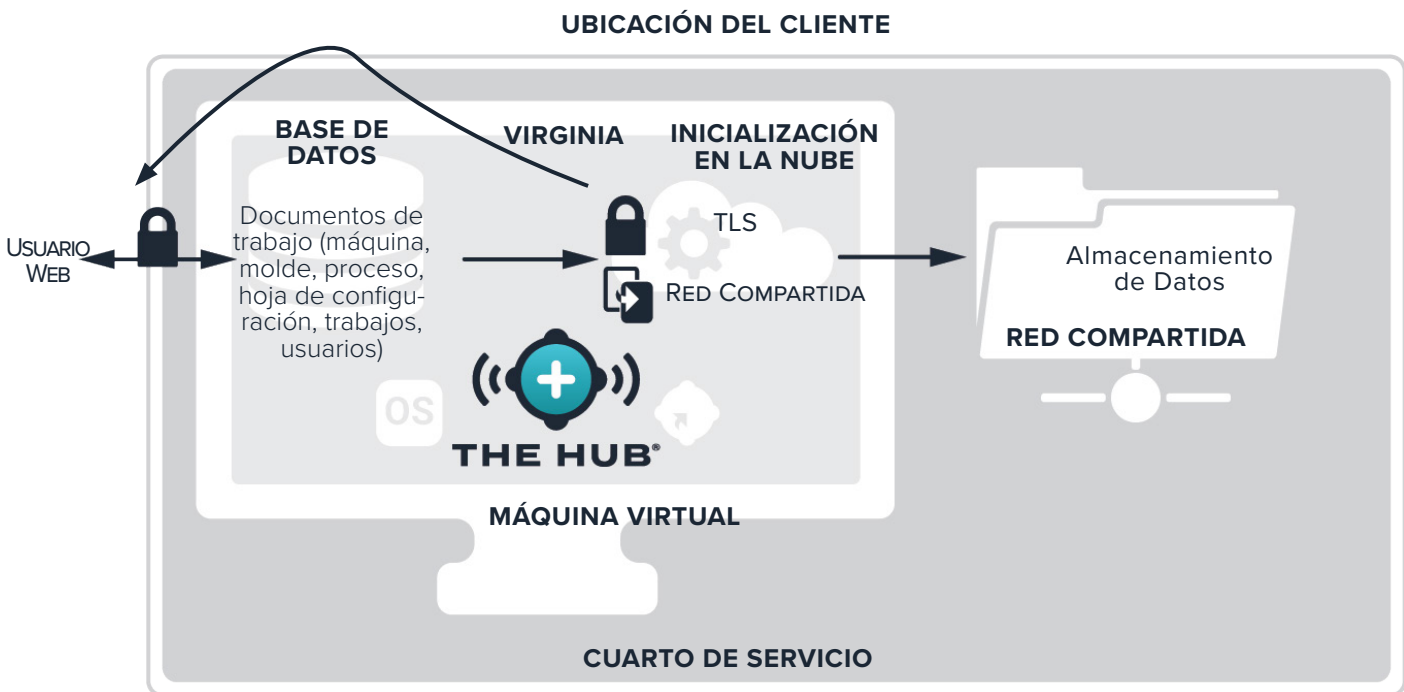 UBICACIÓN DEL CLIENTE
BASE DE
DATOS
VIRGINIA
INICIALIZACIÓN
EN LA NUBE
Documentos de
trabajo (máquina,
molde, proceso,
hoja de configu-
ración, trabajos,
usuarios)
USUARIO
WEB
TLS
RED COMPARTIDA
Almacenamiento
de Datos
RED COMPARTIDA
OS
THE HUB®
MÁQUINA VIRTUAL
CUARTO DE SERVICIO